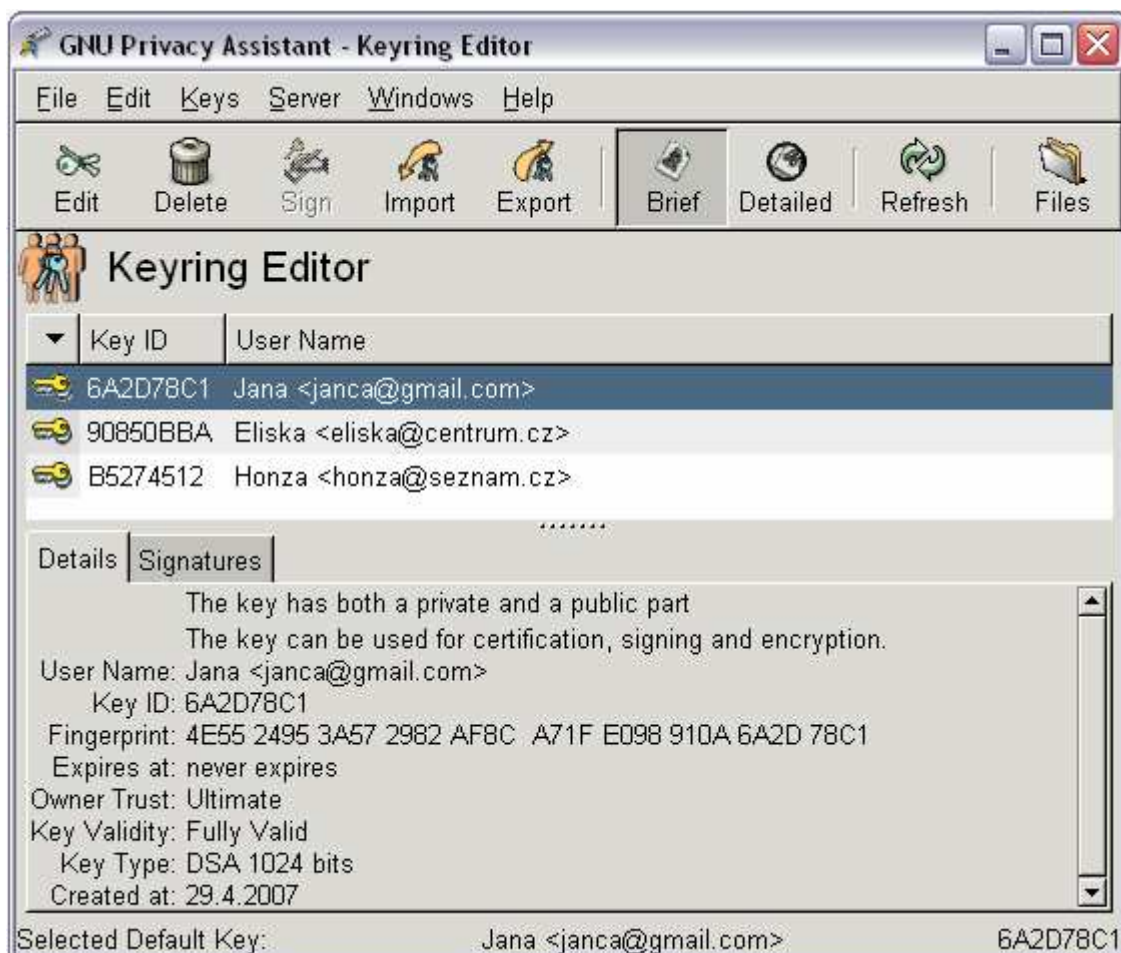 GNU Privacy Assistant - Keyring Editor
File Edit Keys Server Windows Help
Edit Delete Sign Import Export Brief Detailed Refresh Files
Keyring Editor
Key ID User Name
6A2D78C1 Jana <janca@gmail.com>
90850BBA Eliska <eliska@centrum.cz>
B5274512 Honza <honza@seznam.cz>
Details Signatures
The key has both a private and a public part
The key can be used for certification, signing and encryption.
User Name: Jana <janca@gmail.com>
Key ID: 6A2D78C1
Fingerprint: 4E55 2495 3A57 2982 AF8C  A71F E098 910A 6A2D 78C1
Expires at: never expires
Owner Trust: Ultimate
Key Validity: Fully Valid
Key Type: DSA 1024 bits
Created at: 29.4.2007
Selected Default Key: Jana <janca@gmail.com> 6A2D78C1